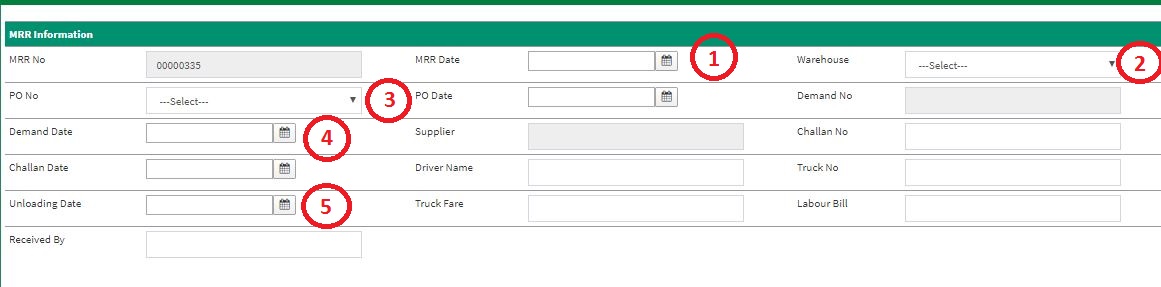 MRR Information
MRR No 00000335 MRR Date 1 Warehouse ---Select--- 2
PO No ---Select--- 3 PO Date Demand No
Demand Date 4 Supplier Challan No
Challan Date Driver Name Truck No
Unloading Date 5 Truck Fare Labour Bill
Received By